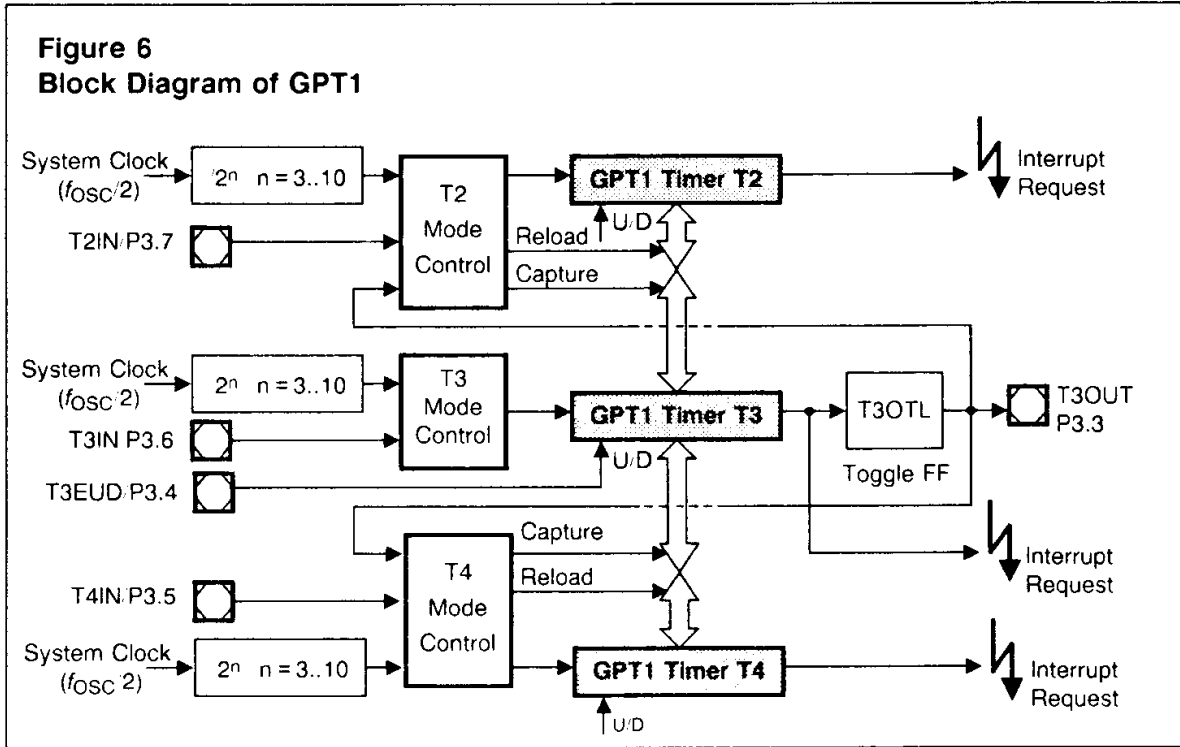 Figure 6
Block Diagram of GPT1
System Clock
(fOSC/2)
/2ⁿ n = 3..10
T2IN/P3.7
T2
Mode
Control
GPT1 Timer T2
U/D
Reload
Capture
Interrupt
Request
System Clock
(fOSC/2)
2ⁿ n = 3..10
T3IN P3.6
T3EUD/P3.4
T3
Mode
Control
GPT1 Timer T3
U/D
T3OTL
Toggle FF
T3OUT
P3.3
Interrupt
Request
T4IN/P3.5
T4
Mode
Control
Capture
Reload
System Clock
(fOSC 2)
2ⁿ n = 3..10
GPT1 Timer T4
U/D
Interrupt
Request